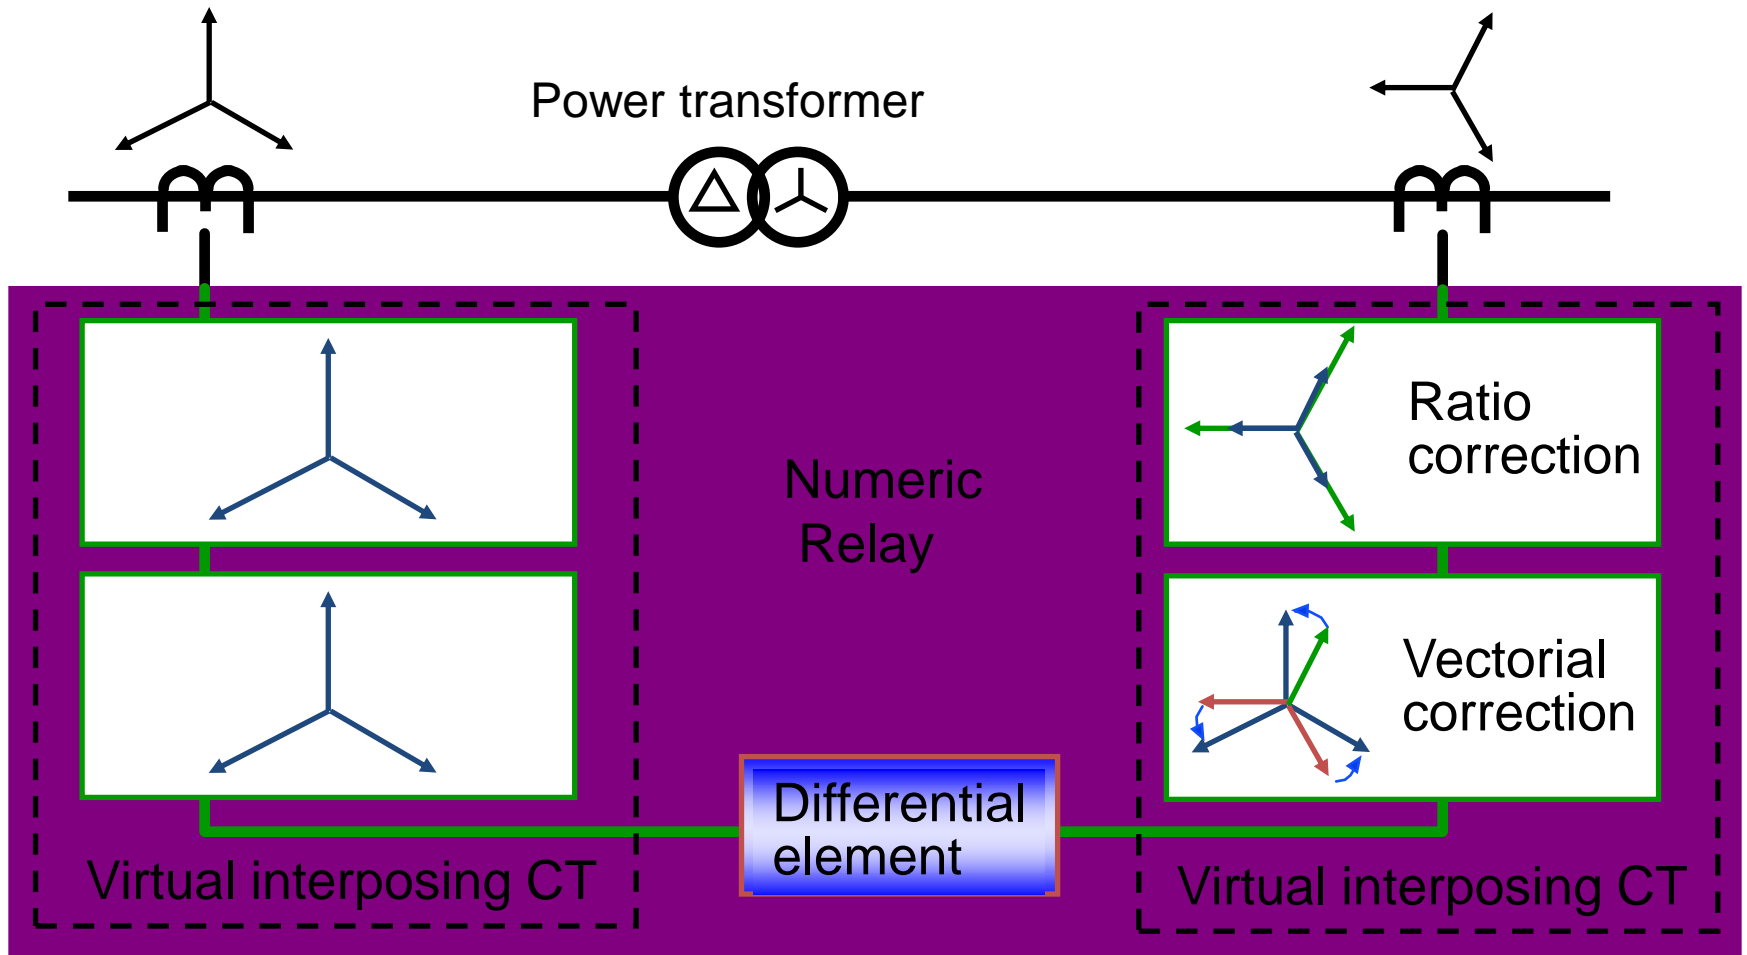 Power transformer
Ratio
correction
Numeric
Relay
Vectorial
correction
Differential
element
Virtual interposing CT
Virtual interposing CT